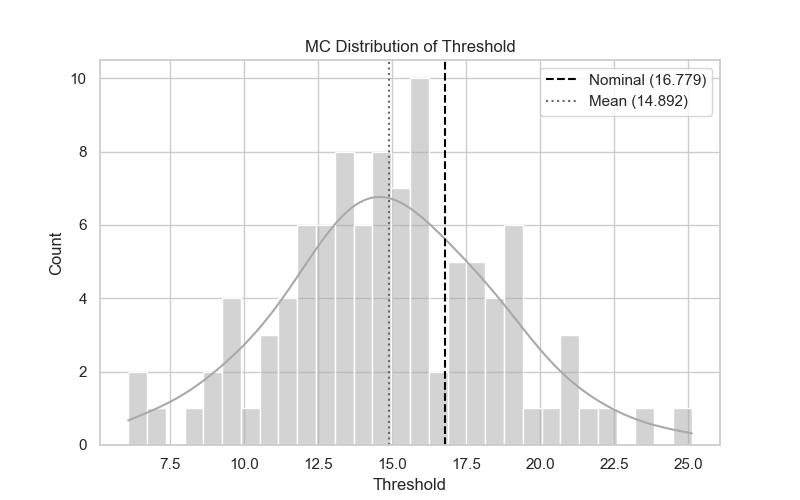 MC Distribution of Threshold
Nominal (16.779)
Mean (14.892)
10
8
6
4
2
0
Count
7.5
10.0
12.5
15.0
17.5
20.0
22.5
25.0
Threshold